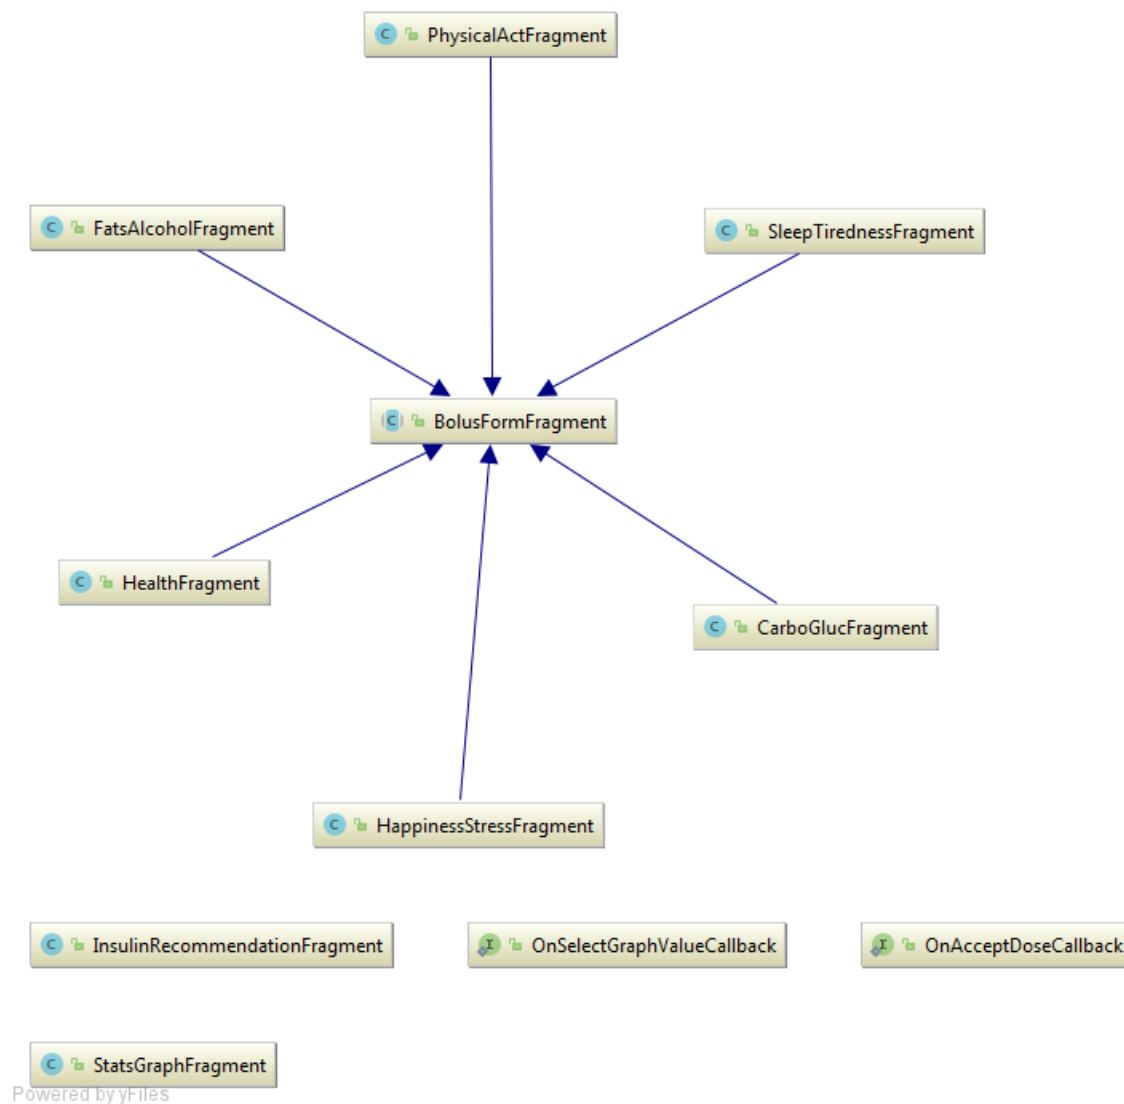 PhysicalActFragment
FatsAlcoholFragment
SleepTirednessFragment
BolusFormFragment
HealthFragment
CarboGlucFragment
HappinessStressFragment
InsulinRecommendationFragment
OnSelectGraphValueCallback
OnAcceptDoseCallback
StatsGraphFragment
Powered by yFiles